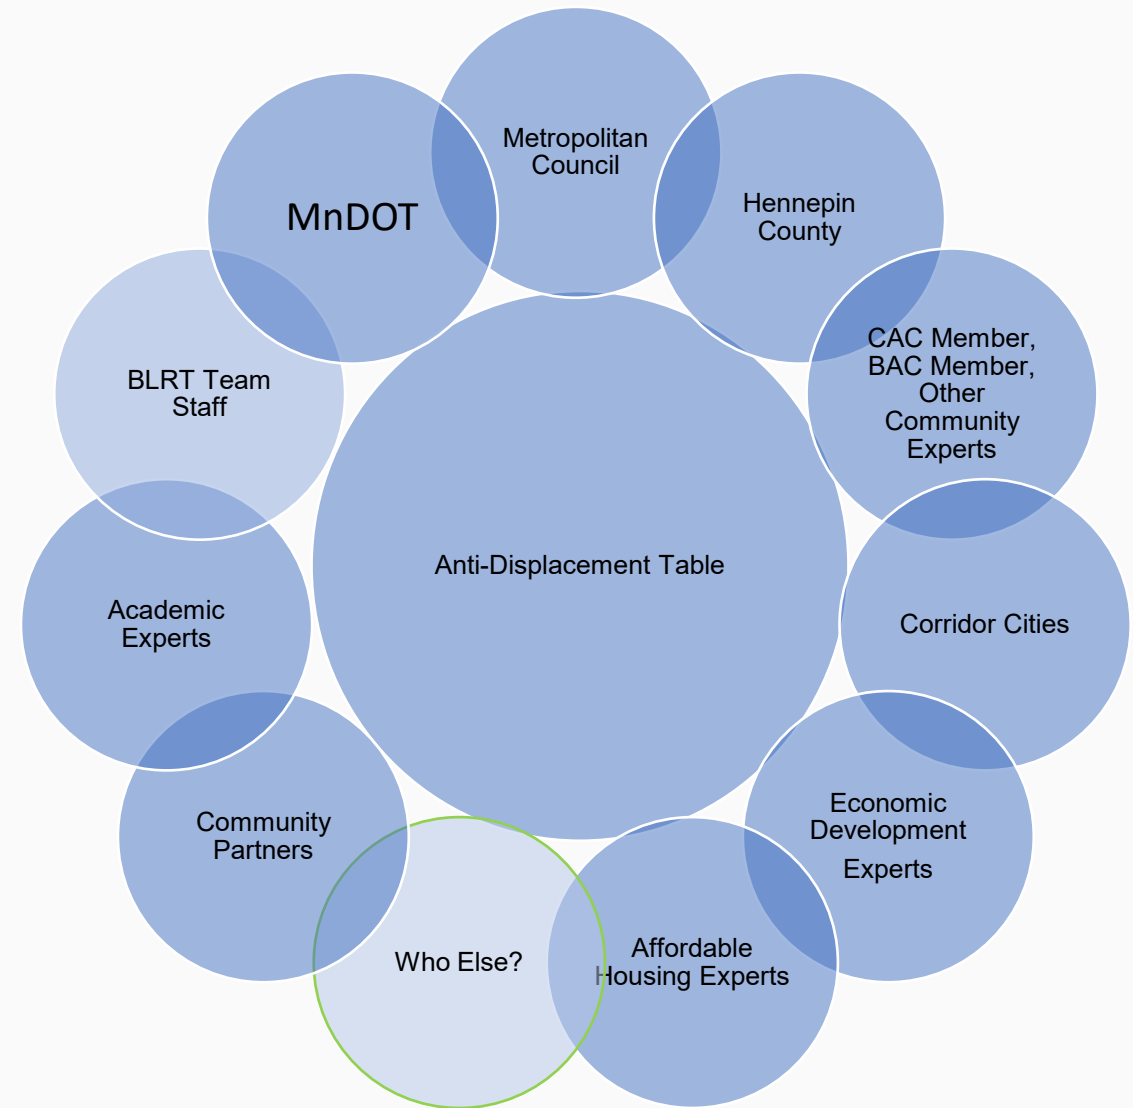 Metropolitan
Council
Hennepin
County
CAC Member,
BAC Member,
Other
Community
Experts
Corridor Cities
Economic
Development
Experts
Affordable
Housing Experts
Who Else?
Community
Partners
Academic
Experts
BLRT Team
Staff
MnDOT
Anti-Displacement Table